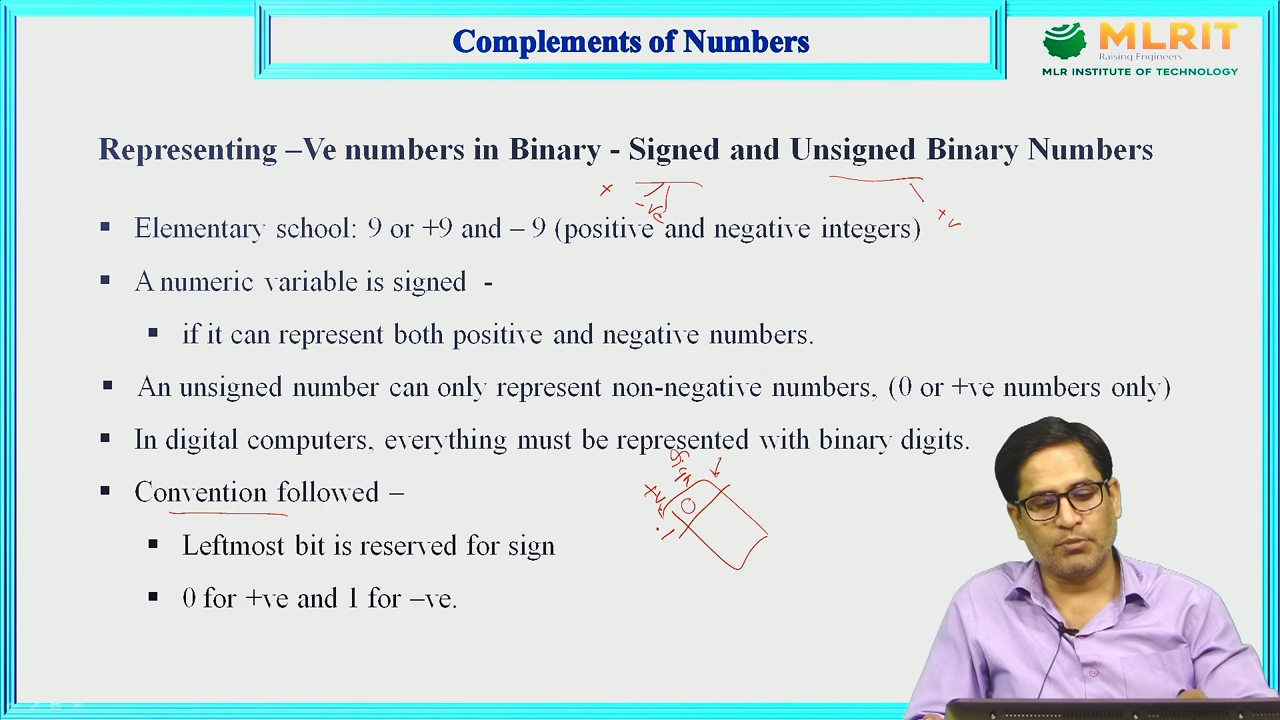 Complements of Numbers
MLRIT
Raising Engineers
MLR INSTITUTE OF TECHNOLOGY
Representing –Ve numbers in Binary - Signed and Unsigned Binary Numbers
+
-ve
▪ Elementary school: 9 or +9 and – 9 (positive and negative integers)
▪ A numeric variable is signed -
▪ if it can represent both positive and negative numbers.
▪ An unsigned number can only represent non-negative numbers, (0 or +ve numbers only)
▪ In digital computers, everything must be represented with binary digits.
▪ Convention followed –
▪ Leftmost bit is reserved for sign
▪ 0 for +ve and 1 for –ve.